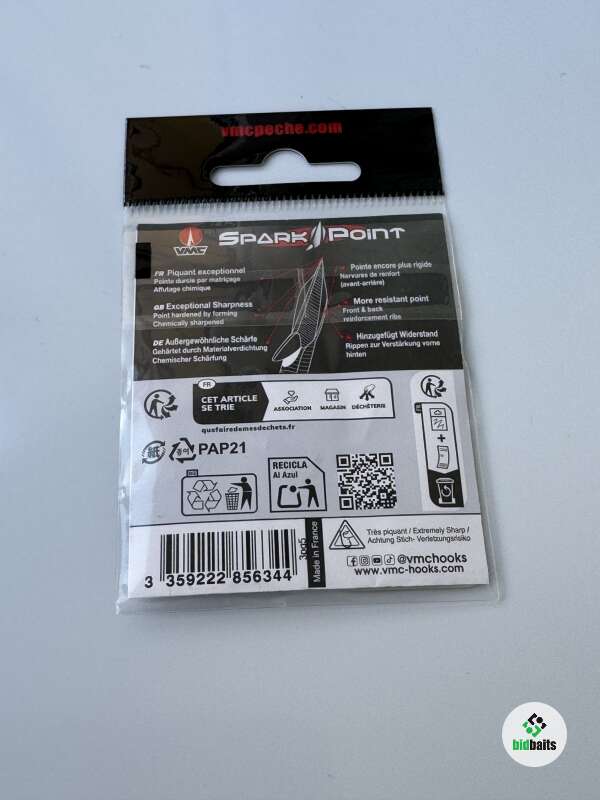 vmcpeche.com
VMC
SPARK POINT
FR Piquant exceptionnel
Pointe durcie par matriçage
Affutage chimique
Pointe encore plus rigide
Nervures de renfort
(avant-arrière)
GB Exceptional Sharpness
Point hardened by forming
Chemically sharpened
More resistant point
Front & back
reinforcement ribs
DE Außergewöhnliche Schärfe
Gehärtet durch Materialverdichtung
Chemischer Schärfung
Hinzugefügt Widerstand
Rippen zur Verstärkung vorne
hinten
FR
CET ARTICLE
SE TRIE
ASSOCIATION MAGASIN DÉCHÈTERIE
quefairedemesdechets.fr
PAP21
RECICLA
Al Azul
+
3 359222 856344
Made in France
Très piquant / Extremely Sharp /
Achtung Stich- Verletzungsrisiko
@vmchooks
www.vmc-hooks.com
bidbaits